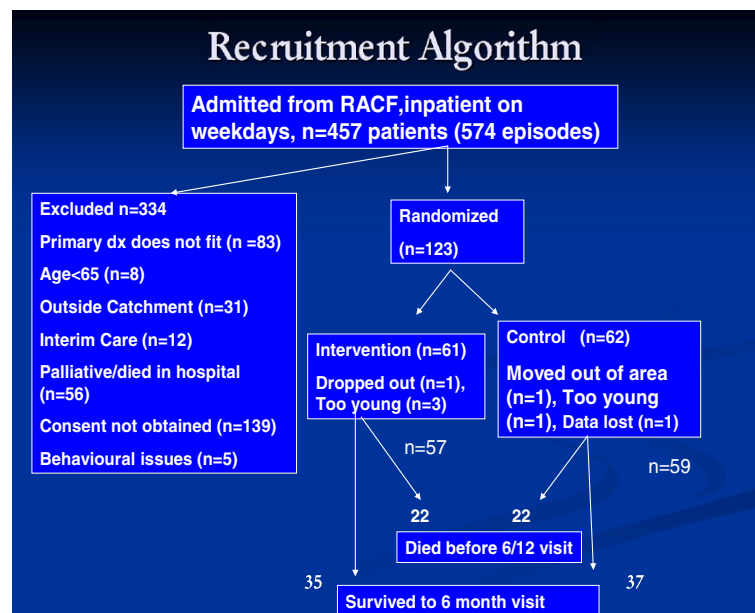 Recruitment Algorithm
Admitted from RACF,inpatient on
weekdays, n=457 patients (574 episodes)
Excluded n=334
Primary dx does not fit (n =83)
Age<65 (n=8)
Outside Catchment (n=31)
Interim Care (n=12)
Palliative/died in hospital
(n=56)
Consent not obtained (n=139)
Behavioural issues (n=5)
Randomized
(n=123)
Intervention (n=61)
Dropped out (n=1),
Too young (n=3)
Control (n=62)
Moved out of area
(n=1), Too young
(n=1), Data lost (n=1)
n=57
n=59
22 22
Died before 6/12 visit
35 37
Survived to 6 month visit